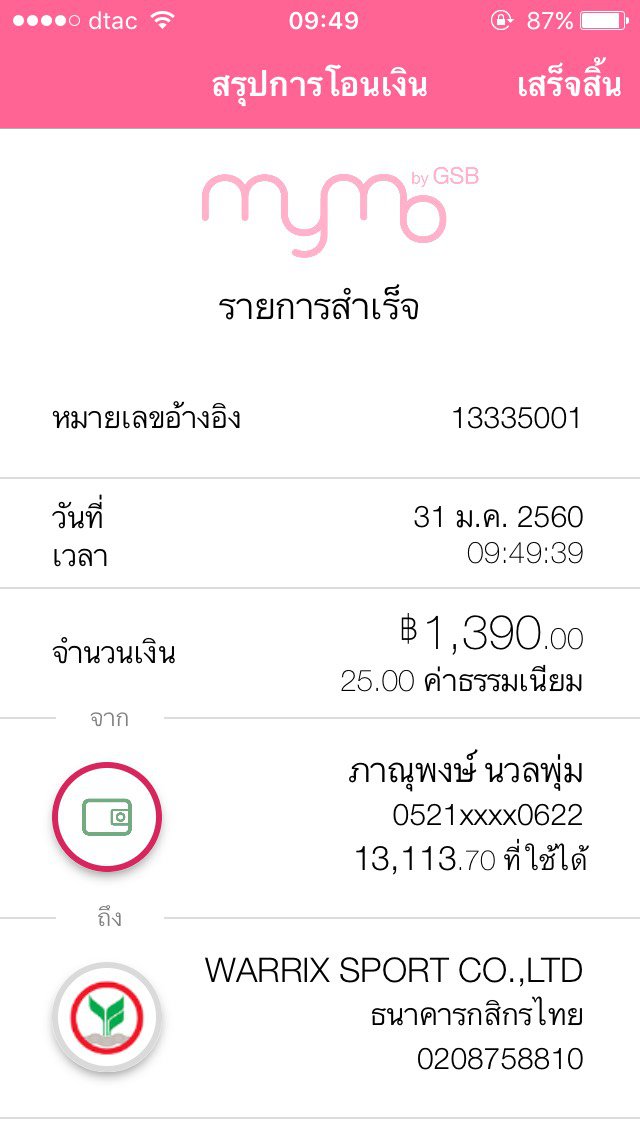 dtac 09:49 87%
สรุปการโอนเงิน เสร็จสิ้น
mymo by GSB
รายการสำเร็จ
หมายเลขอ้างอิง 13335001
วันที่ 31 ม.ค. 2560
เวลา 09:49:39
จำนวนเงิน ฿1,390.00
25.00 ค่าธรรมเนียม
จาก
ภาณุพงษ์ นวลพุ่ม
0521xxxx0622
13,113.70 ที่ใช้ได้
ถึง
WARRIX SPORT CO.,LTD
ธนาคารกสิกรไทย
0208758810